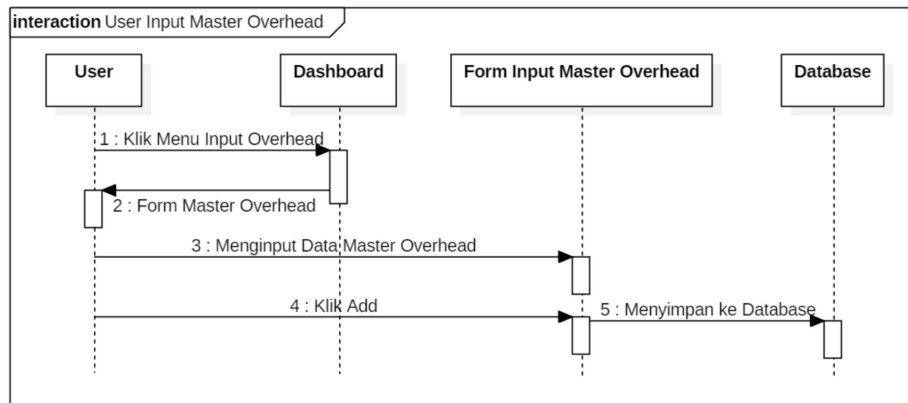 interaction User Input Master Overhead
User
Dashboard
Form Input Master Overhead
Database
1 : Klik Menu Input Overhead
2 : Form Master Overhead
3 : Menginput Data Master Overhead
4 : Klik Add
5 : Menyimpan ke Database